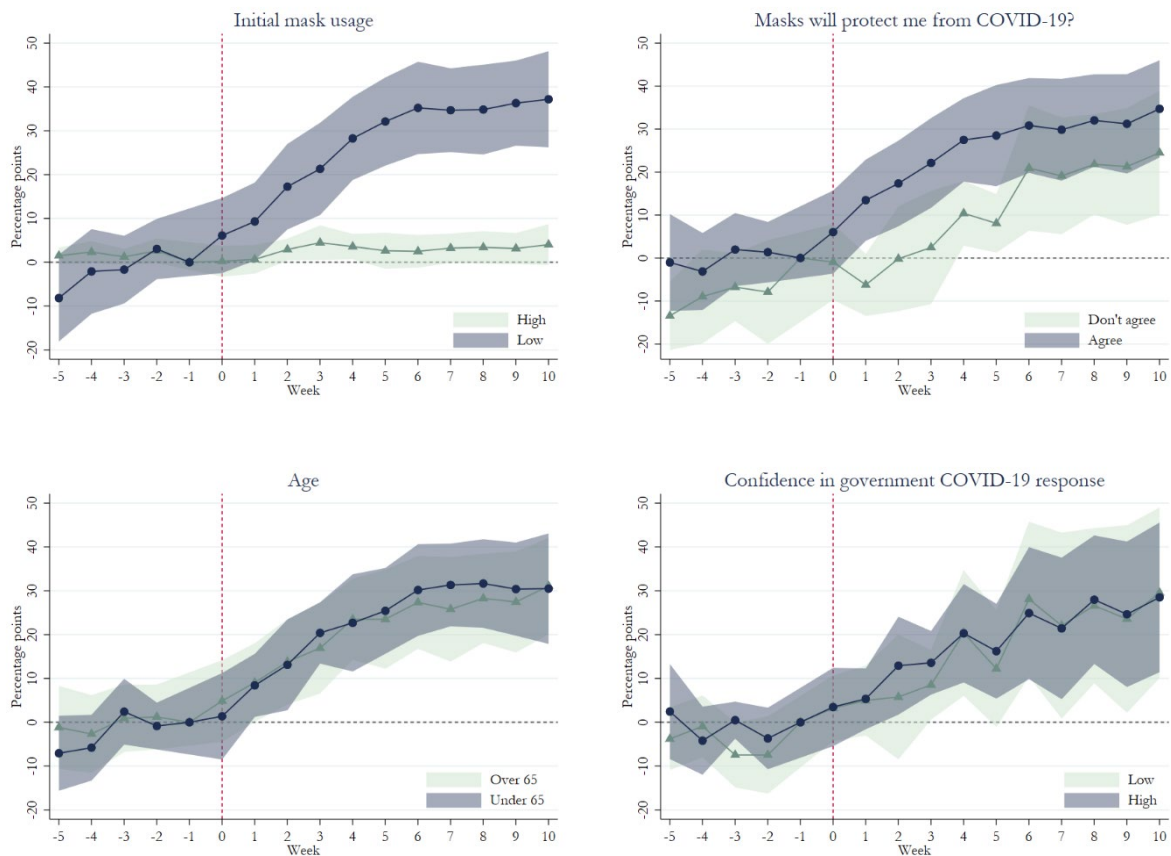 Initial mask usage
Percentage points
50
40
30
20
10
0
-10
-20
-5 -4 -3 -2 -1 0 1 2 3 4 5 6 7 8 9 10
Week
High
Low
Masks will protect me from COVID-19?
Percentage points
50
40
30
20
10
0
-10
-20
-5 -4 -3 -2 -1 0 1 2 3 4 5 6 7 8 9 10
Week
Don't agree
Agree
Age
Percentage points
50
40
30
20
10
0
-10
-20
-5 -4 -3 -2 -1 0 1 2 3 4 5 6 7 8 9 10
Week
Over 65
Under 65
Confidence in government COVID-19 response
Percentage points
50
40
30
20
10
0
-10
-20
-5 -4 -3 -2 -1 0 1 2 3 4 5 6 7 8 9 10
Week
Low
High